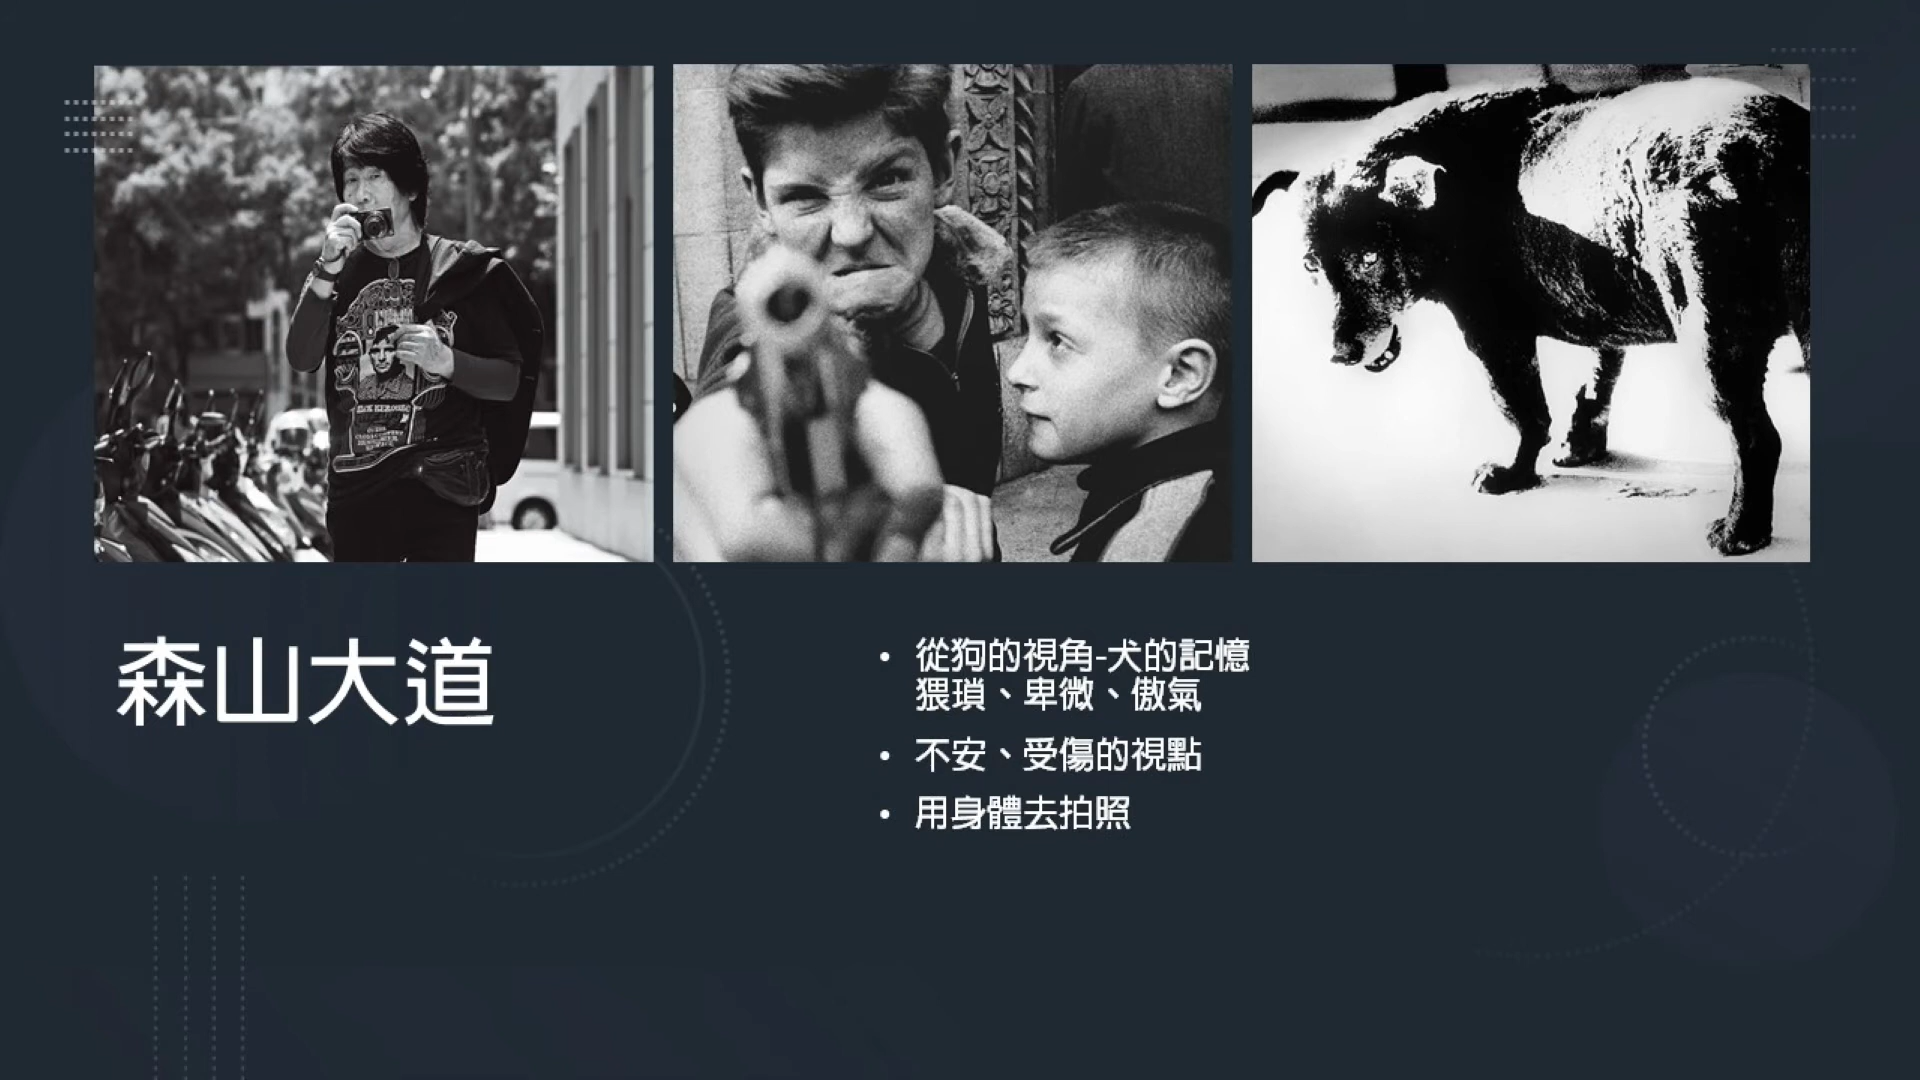 森山大道
• 從狗的視角-犬的記憶
猥瑣、卑微、傲氣
• 不安、受傷的視點
• 用身體去拍照